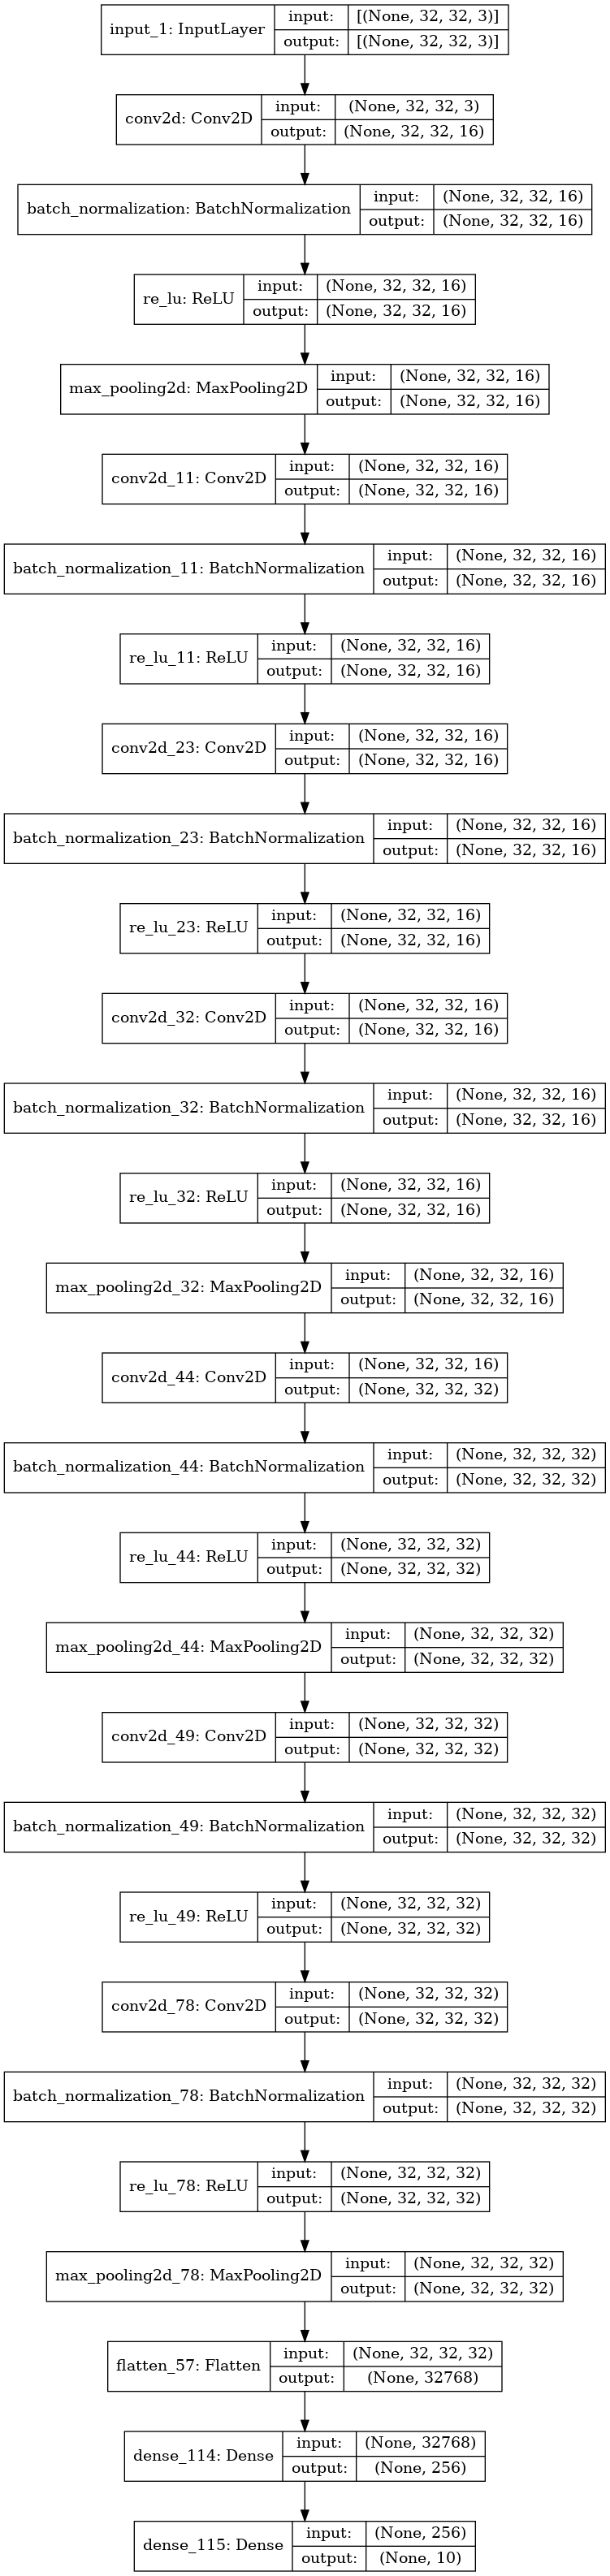 input_1: InputLayer
input: [(None, 32, 32, 3)]
output: [(None, 32, 32, 3)]
conv2d: Conv2D
input: (None, 32, 32, 3)
output: (None, 32, 32, 16)
batch_normalization: BatchNormalization
input: (None, 32, 32, 16)
output: (None, 32, 32, 16)
re_lu: ReLU
input: (None, 32, 32, 16)
output: (None, 32, 32, 16)
max_pooling2d: MaxPooling2D
input: (None, 32, 32, 16)
output: (None, 32, 32, 16)
conv2d_11: Conv2D
input: (None, 32, 32, 16)
output: (None, 32, 32, 16)
batch_normalization_11: BatchNormalization
input: (None, 32, 32, 16)
output: (None, 32, 32, 16)
re_lu_11: ReLU
input: (None, 32, 32, 16)
output: (None, 32, 32, 16)
conv2d_23: Conv2D
input: (None, 32, 32, 16)
output: (None, 32, 32, 16)
batch_normalization_23: BatchNormalization
input: (None, 32, 32, 16)
output: (None, 32, 32, 16)
re_lu_23: ReLU
input: (None, 32, 32, 16)
output: (None, 32, 32, 16)
conv2d_32: Conv2D
input: (None, 32, 32, 16)
output: (None, 32, 32, 16)
batch_normalization_32: BatchNormalization
input: (None, 32, 32, 16)
output: (None, 32, 32, 16)
re_lu_32: ReLU
input: (None, 32, 32, 16)
output: (None, 32, 32, 16)
max_pooling2d_32: MaxPooling2D
input: (None, 32, 32, 16)
output: (None, 32, 32, 16)
conv2d_44: Conv2D
input: (None, 32, 32, 16)
output: (None, 32, 32, 32)
batch_normalization_44: BatchNormalization
input: (None, 32, 32, 32)
output: (None, 32, 32, 32)
re_lu_44: ReLU
input: (None, 32, 32, 32)
output: (None, 32, 32, 32)
max_pooling2d_44: MaxPooling2D
input: (None, 32, 32, 32)
output: (None, 32, 32, 32)
conv2d_49: Conv2D
input: (None, 32, 32, 32)
output: (None, 32, 32, 32)
batch_normalization_49: BatchNormalization
input: (None, 32, 32, 32)
output: (None, 32, 32, 32)
re_lu_49: ReLU
input: (None, 32, 32, 32)
output: (None, 32, 32, 32)
conv2d_78: Conv2D
input: (None, 32, 32, 32)
output: (None, 32, 32, 32)
batch_normalization_78: BatchNormalization
input: (None, 32, 32, 32)
output: (None, 32, 32, 32)
re_lu_78: ReLU
input: (None, 32, 32, 32)
output: (None, 32, 32, 32)
max_pooling2d_78: MaxPooling2D
input: (None, 32, 32, 32)
output: (None, 32, 32, 32)
flatten_57: Flatten
input: (None, 32, 32, 32)
output: (None, 32768)
dense_114: Dense
input: (None, 32768)
output: (None, 256)
dense_115: Dense
input: (None, 256)
output: (None, 10)